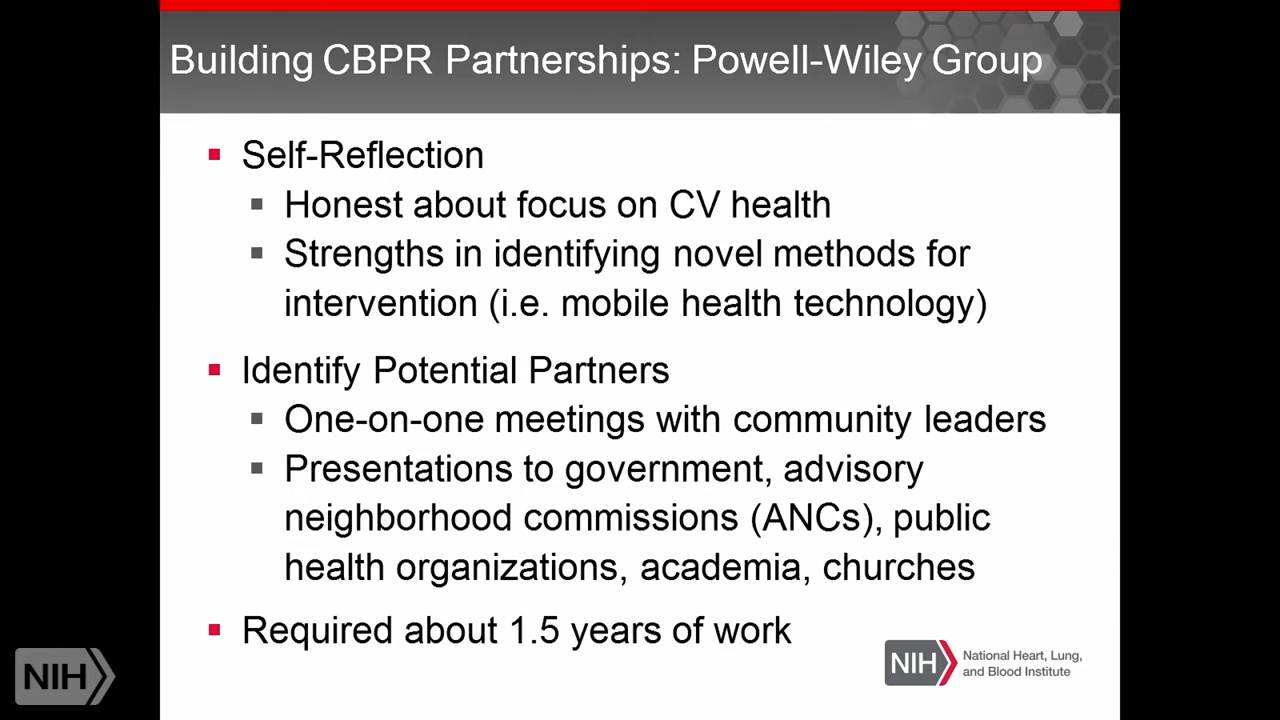 Building CBPR Partnerships: Powell-Wiley Group
Self-Reflection
Honest about focus on CV health
Strengths in identifying novel methods for
intervention (i.e. mobile health technology)
Identify Potential Partners
One-on-one meetings with community leaders
Presentations to government, advisory
neighborhood commissions (ANCs), public
health organizations, academia, churches
Required about 1.5 years of work
NIH
National Heart, Lung,
and Blood Institute
NIH